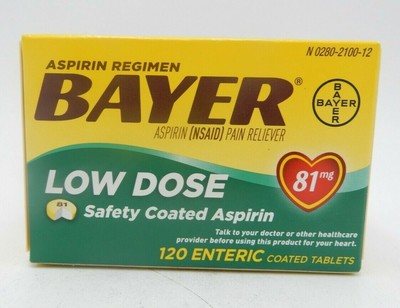 N 0280-2100-12
ASPIRIN REGIMEN
BAYER®
BAYER
BAYER
ASPIRIN [NSAID] PAIN RELIEVER
LOW DOSE
81mg
81
Safety Coated Aspirin
Talk to your doctor or other healthcare
provider before using this product for your heart.
120 ENTERIC COATED TABLETS